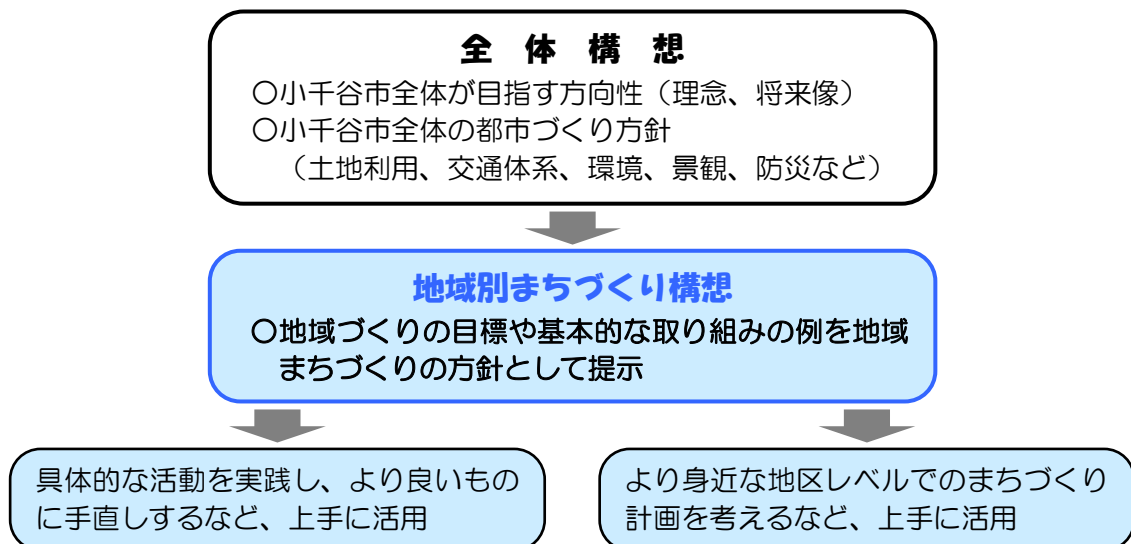 全体構想
○小千谷市全体が目指す方向性（理念、将来像）
○小千谷市全体の都市づくり方針
（土地利用、交通体系、環境、景観、防災など）
地域別まちづくり構想
○地域づくりの目標や基本的な取り組みの例を地域
まちづくりの方針として提示
具体的な活動を実践し、より良いもの
に手直しするなど、上手に活用
より身近な地区レベルでのまちづくり
計画を考えるなど、上手に活用